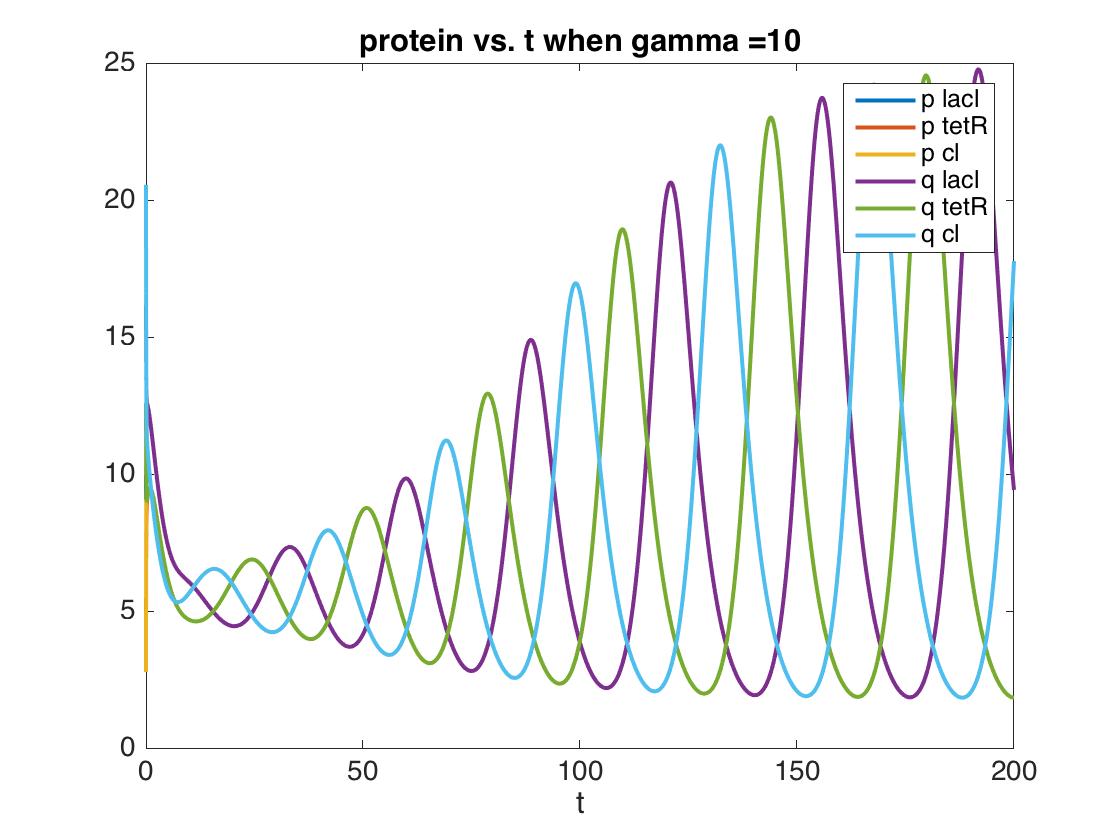 protein vs. t when gamma =10
25
20
15
10
5
0
p lacI
p tetR
p cI
q lacI
q tetR
q cI
0 50 100 150 200
t